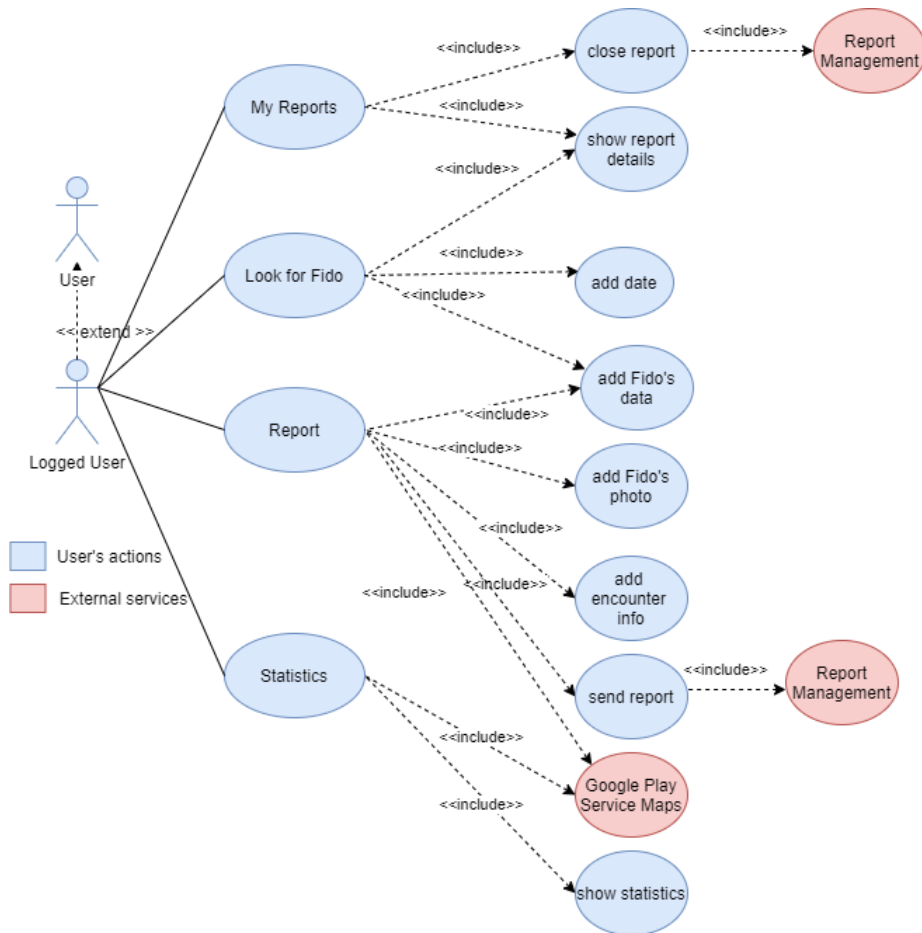 <<include>>
close report
<<include>>
Report
Management
My Reports
<<include>>
show report
details
<<include>>
User
<< extend >>
Look for Fido
<<include>>
add date
<<include>>
Logged User
Report
add Fido's
data
<<include>>
<<include>>
add Fido's
photo
<<include>>
User's actions
External services
add
encounter
info
<<include>>
<<include>>
Statistics
send report
<<include>>
Report
Management
<<include>>
Google Play
Service Maps
<<include>>
show statistics